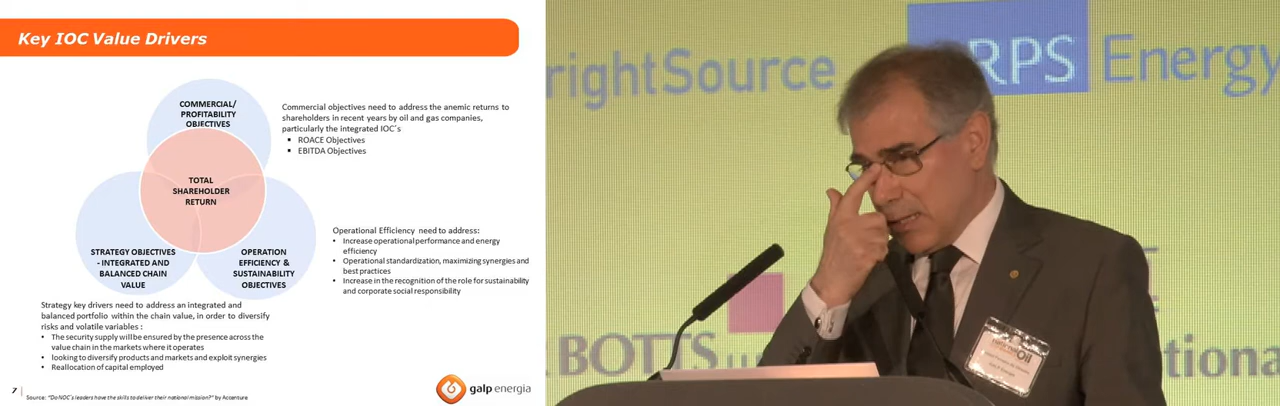 Key IOC Value Drivers
COMMERCIAL/
PROFITABILITY
OBJECTIVES
Commercial objectives need to address the anemic returns to
shareholders in recent years by oil and gas companies,
particularly the integrated IOC´s
▪ ROACE Objectives
▪ EBITDA Objectives
TOTAL
SHAREHOLDER
RETURN
STRATEGY OBJECTIVES
- INTEGRATED AND
BALANCED CHAIN
VALUE
OPERATION
EFFICIENCY &
SUSTAINABILITY
OBJECTIVES
Operational Efficiency need to address:
• Increase operational performance and energy
efficiency
• Operational standardization, maximizing synergies and
best practices
• Increase in the recognition of the role for sustainability
and corporate social responsibility
Strategy key drivers need to address an integrated and
balanced portfolio within the chain value, in order to diversify
risks and volatile variables :
• The security supply will be ensured by the presence across the
value chain in the markets where it operates
• looking to diversify products and markets and exploit synergies
• Reallocation of capital employed
7
Source: "Do NOC´s leaders have the skills to deliver their national mission?" by Accenture
galp energia
rightSource
RPS Energy
BOTTS
tiona
Oil